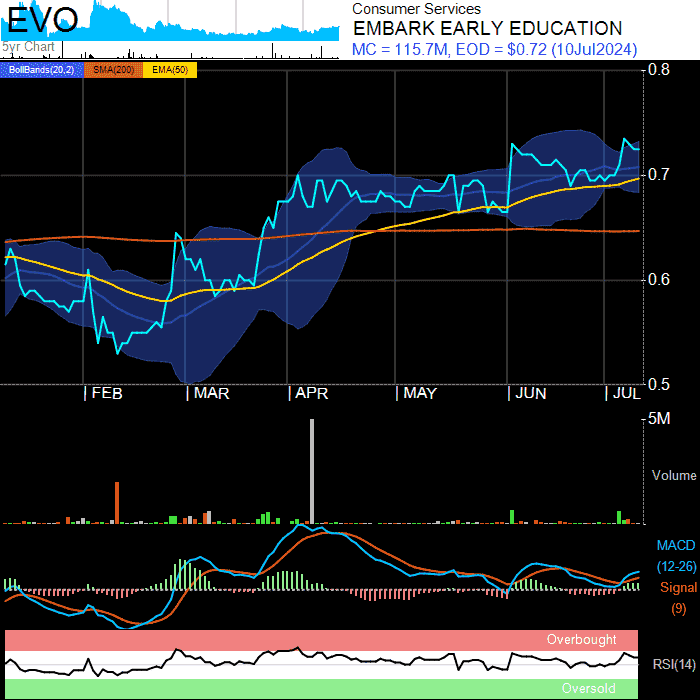 EVO
5yr Chart
Consumer Services
EMBARK EARLY EDUCATION
MC = 115.7M, EOD = $0.72 (10Jul2024)
BollBands(20,2) SMA(200) EMA(50)
0.8
0.7
0.6
0.5
FEB MAR APR MAY JUN JUL
5M
Volume
MACD
(12-26)
Signal
(9)
Overbought
RSI(14)
Oversold